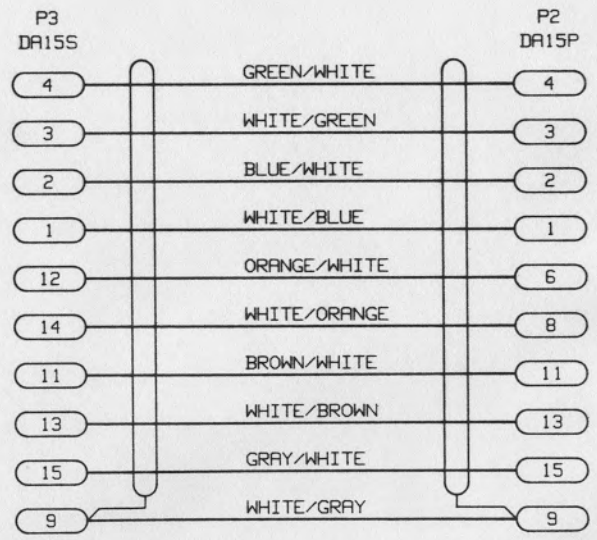 P3 P2
DA15S DA15P
4 GREEN/WHITE 4
3 WHITE/GREEN 3
2 BLUE/WHITE 2
1 WHITE/BLUE 1
12 ORANGE/WHITE 6
14 WHITE/ORANGE 8
11 BROWN/WHITE 11
13 WHITE/BROWN 13
15 GRAY/WHITE 15
9 WHITE/GRAY 9